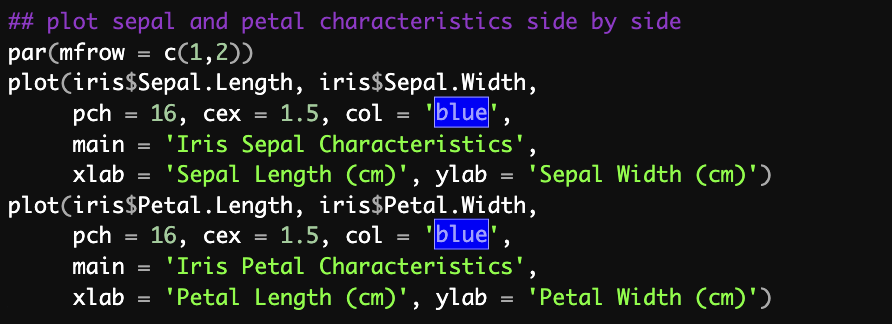 ## plot sepal and petal characteristics side by side
par(mfrow = c(1,2))
plot(iris$Sepal.Length, iris$Sepal.Width,
     pch = 16, cex = 1.5, col = 'blue',
     main = 'Iris Sepal Characteristics',
     xlab = 'Sepal Length (cm)', ylab = 'Sepal Width (cm)')
plot(iris$Petal.Length, iris$Petal.Width,
     pch = 16, cex = 1.5, col = 'blue',
     main = 'Iris Petal Characteristics',
     xlab = 'Petal Length (cm)', ylab = 'Petal Width (cm)')